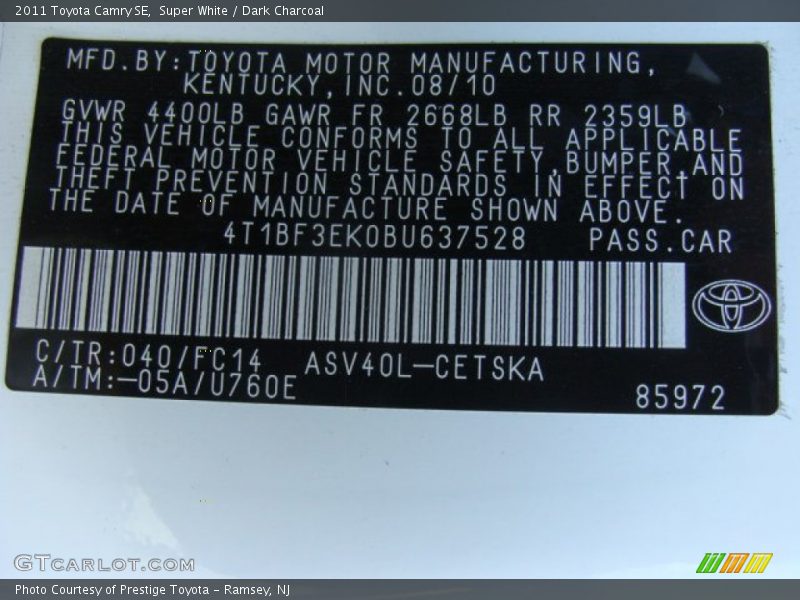 2011 Toyota Camry SE, Super White / Dark Charcoal
MFD.BY:TOYOTA MOTOR MANUFACTURING,
KENTUCKY,INC.08/10
GVWR 4400LB GAWR FR 2668LB RR 2359LB
THIS VEHICLE CONFORMS TO ALL APPLICABLE
FEDERAL MOTOR VEHICLE SAFETY,BUMPER,AND
THEFT PREVENTION STANDARDS IN EFFECT ON
THE DATE OF MANUFACTURE SHOWN ABOVE.
4T1BF3EK0BU637528 PASS.CAR
C/TR:040/FC14 ASV40L-CETSKA
A/TM:-05A/U760E
85972
GTCARLOT.COM
Photo Courtesy of Prestige Toyota - Ramsey, NJ